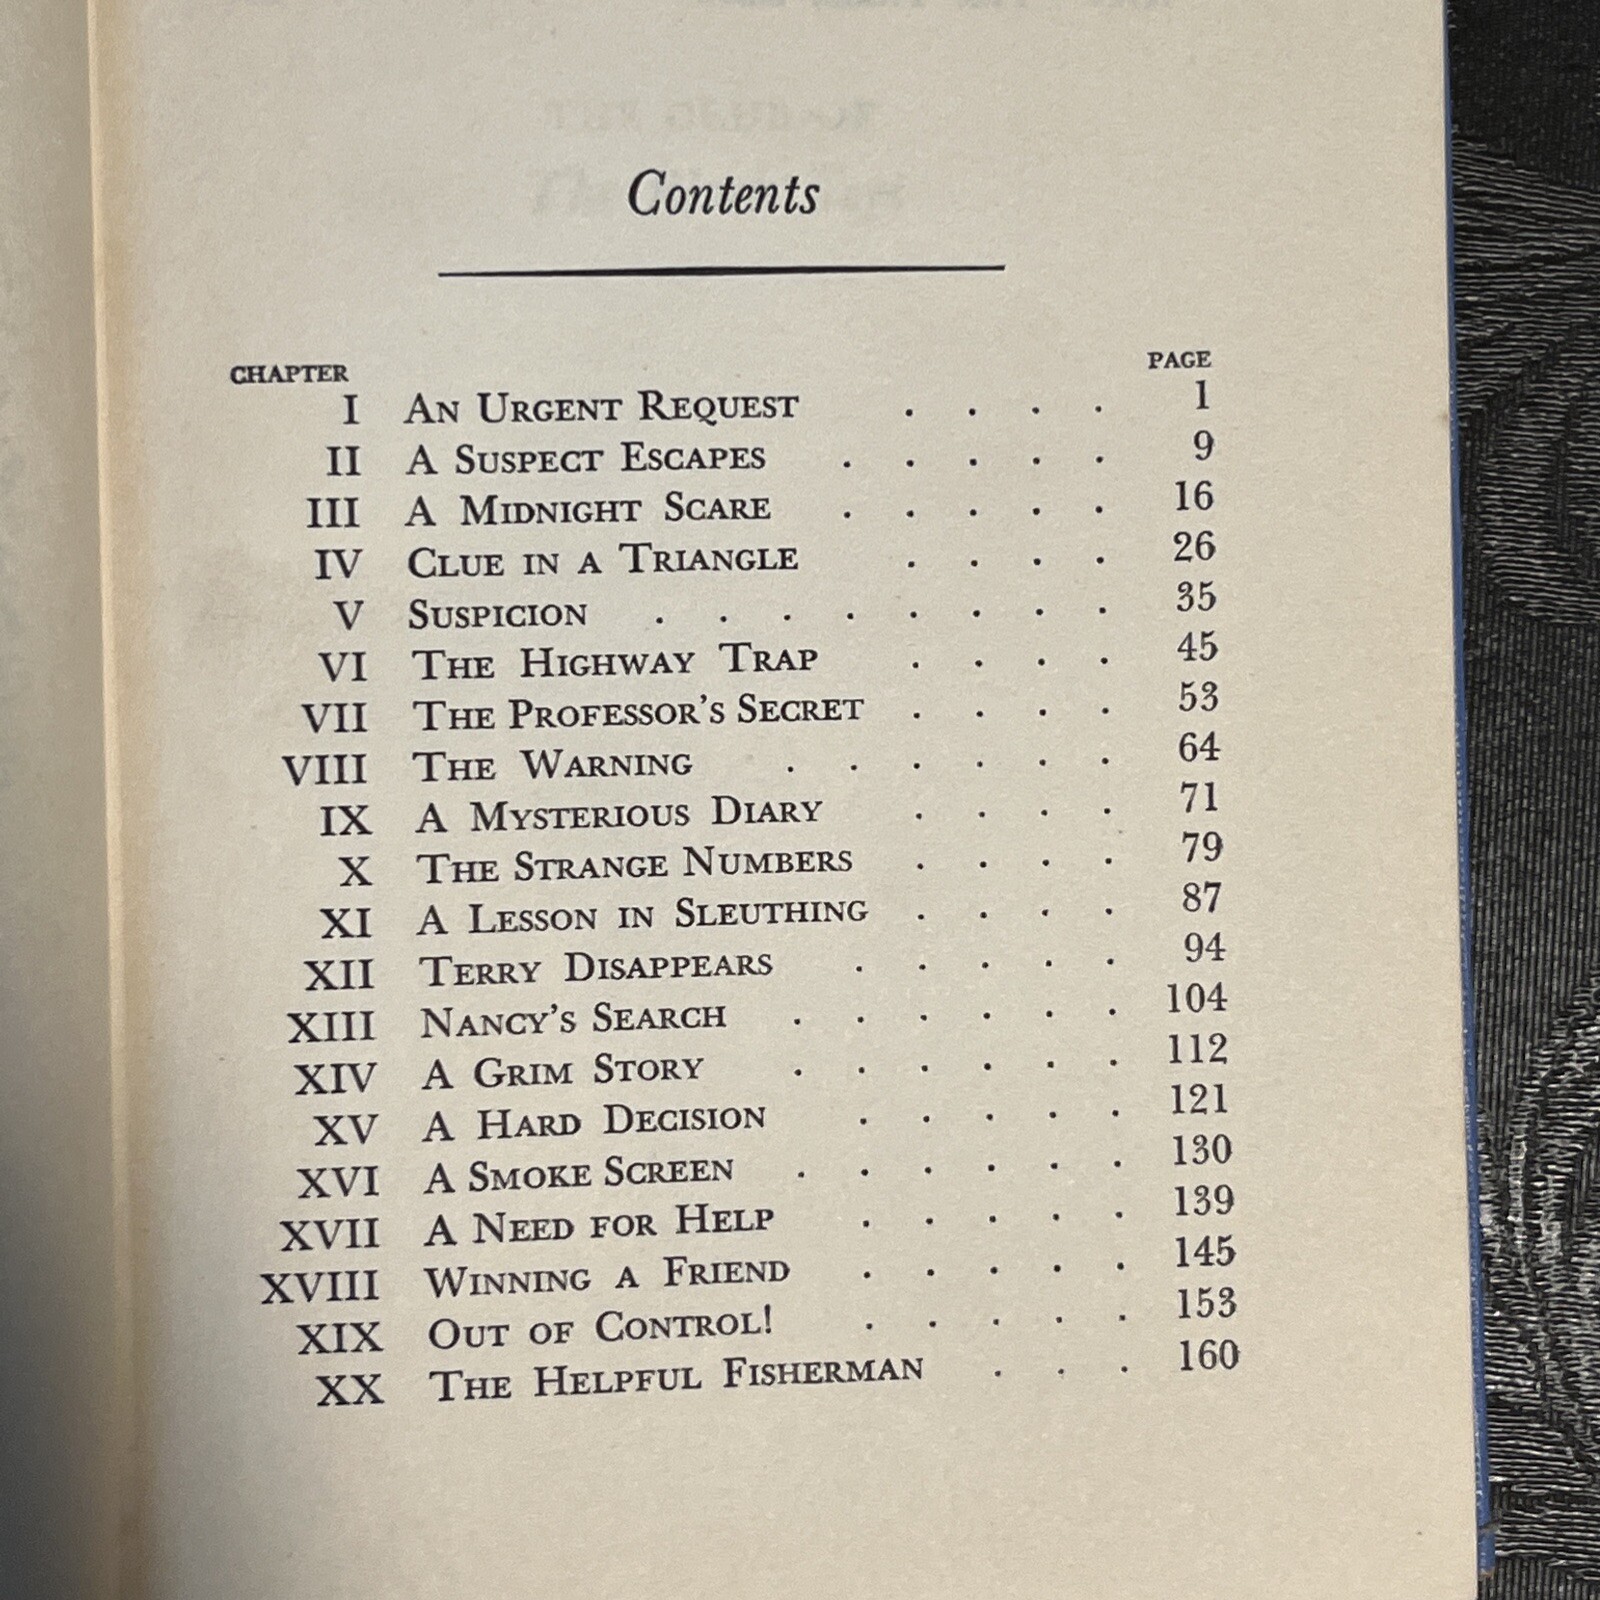 Contents
CHAPTER PAGE
I AN URGENT REQUEST . . . . 1
II A SUSPECT ESCAPES . . . . . 9
III A MIDNIGHT SCARE . . . . . 16
IV CLUE IN A TRIANGLE . . . . 26
V SUSPICION . . . . . . . . 35
VI THE HIGHWAY TRAP . . . . 45
VII THE PROFESSOR'S SECRET . . . . 53
VIII THE WARNING . . . . . . 64
IX A MYSTERIOUS DIARY . . . . 71
X THE STRANGE NUMBERS . . . . 79
XI A LESSON IN SLEUTHING . . . . 87
XII TERRY DISAPPEARS . . . . . 94
XIII NANCY'S SEARCH . . . . . . 104
XIV A GRIM STORY . . . . . . 112
XV A HARD DECISION . . . . . 121
XVI A SMOKE SCREEN . . . . . . 130
XVII A NEED FOR HELP . . . . . 139
XVIII WINNING A FRIEND . . . . . 145
XIX OUT OF CONTROL! . . . . . 153
XX THE HELPFUL FISHERMAN . . . 160